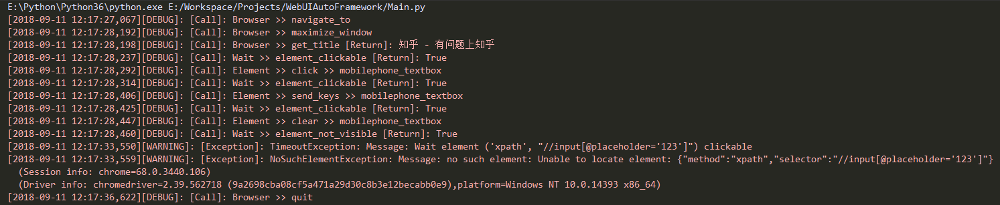 E:\Python\Python36\python.exe E:/Workspace/Projects/WebUIAutoFramework/Main.py
[2018-09-11 12:17:27,067][DEBUG]: [Call]: Browser >> navigate_to
[2018-09-11 12:17:28,192][DEBUG]: [Call]: Browser >> maximize_window
[2018-09-11 12:17:28,198][DEBUG]: [Call]: Browser >> get_title [Return]: 知乎 - 有问题上知乎
[2018-09-11 12:17:28,237][DEBUG]: [Call]: Wait >> element_clickable [Return]: True
[2018-09-11 12:17:28,292][DEBUG]: [Call]: Element >> click >> mobilephone_textbox
[2018-09-11 12:17:28,314][DEBUG]: [Call]: Wait >> element_clickable [Return]: True
[2018-09-11 12:17:28,406][DEBUG]: [Call]: Element >> send_keys >> mobilephone_textbox
[2018-09-11 12:17:28,425][DEBUG]: [Call]: Wait >> element_clickable [Return]: True
[2018-09-11 12:17:28,447][DEBUG]: [Call]: Element >> clear >> mobilephone_textbox
[2018-09-11 12:17:28,460][DEBUG]: [Call]: Wait >> element_not_visible [Return]: True
[2018-09-11 12:17:33,550][WARNING]: [Exception]: TimeoutException: Message: Wait element ('xpath', "//input[@placeholder='123']") clickable
[2018-09-11 12:17:33,559][WARNING]: [Exception]: NoSuchElementException: Message: no such element: Unable to locate element: {"method":"xpath","selector":"//input[@placeholder='123']"}
(Session info: chrome=68.0.3440.106)
(Driver info: chromedriver=2.39.562718 (9a2698cba08cf5a471a29d30c8b3e12becabb0e9),platform=Windows NT 10.0.14393 x86_64)
[2018-09-11 12:17:36,622][DEBUG]: [Call]: Browser >> quit